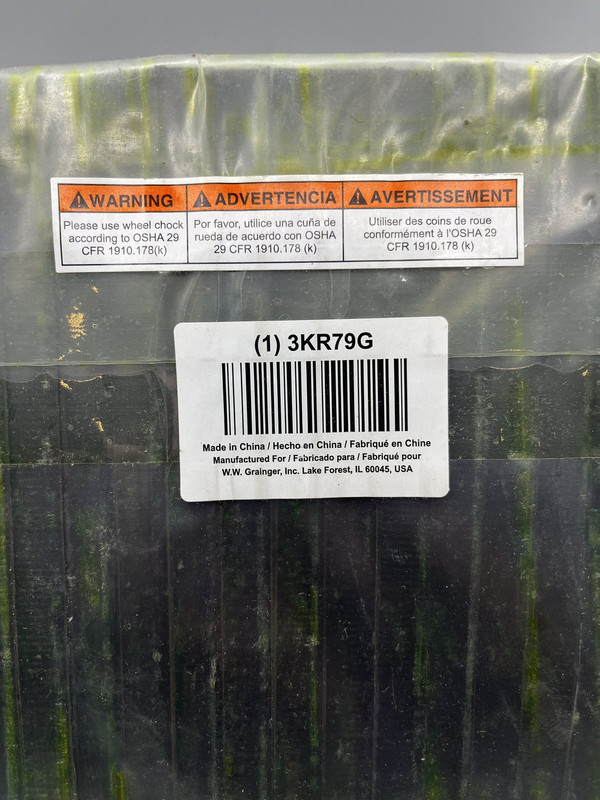 WARNING
Please use wheel chock
according to OSHA 29
CFR 1910.178(k)
ADVERTENCIA
Por favor, utilice una cuña de
rueda de acuerdo con OSHA
29 CFR 1910.178 (k)
AVERTISSEMENT
Utiliser des coins de roue
conformément à l'OSHA 29
CFR 1910.178 (k)
(1) 3KR79G
Made in China / Hecho en China / Fabriqué en Chine
Manufactured For / Fabricado para / Fabriqué pour
W.W. Grainger, Inc. Lake Forest, IL 60045, USA